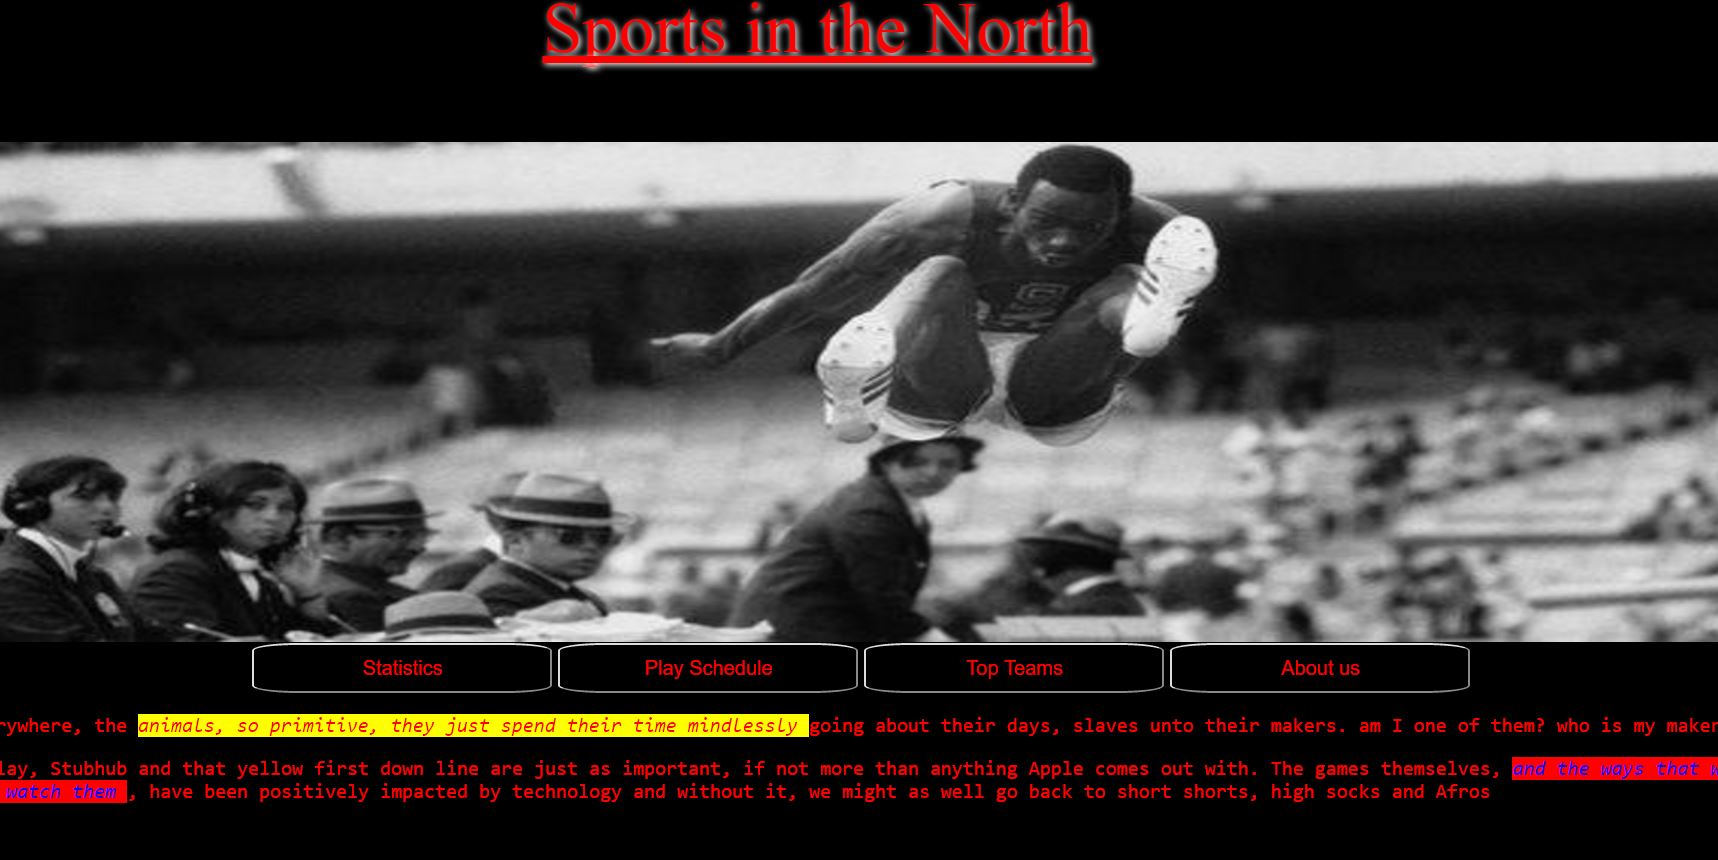 Sports in the North
Statistics
Play Schedule
Top Teams
About us
the animals, so primitive, they just spend their time mindlessly going about their days, slaves unto their makers. am I one of them? who is my
Stubhub and that yellow first down line are just as important, if not more than anything Apple comes out with. The games themselves, and the ways that
watch them , have been positively impacted by technology and without it, we might as well go back to short shorts, high socks and Afros